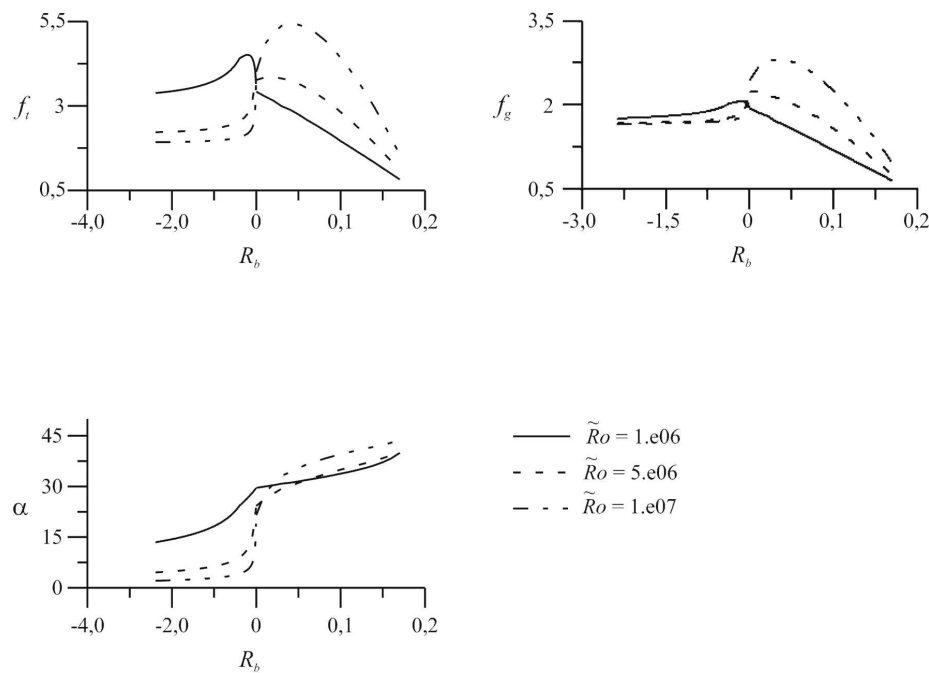 5,5
3
0,5
f_t
-4,0 -2,0 0 0,1 0,2
R_b
3,5
2
0,5
f_g
-3,0 -1,5 0 0,1 0,2
R_b
45
30
15
0
α
-4,0 -2,0 0 0,1 0,2
R_b
R̃o = 1.e06
R̃o = 5.e06
R̃o = 1.e07